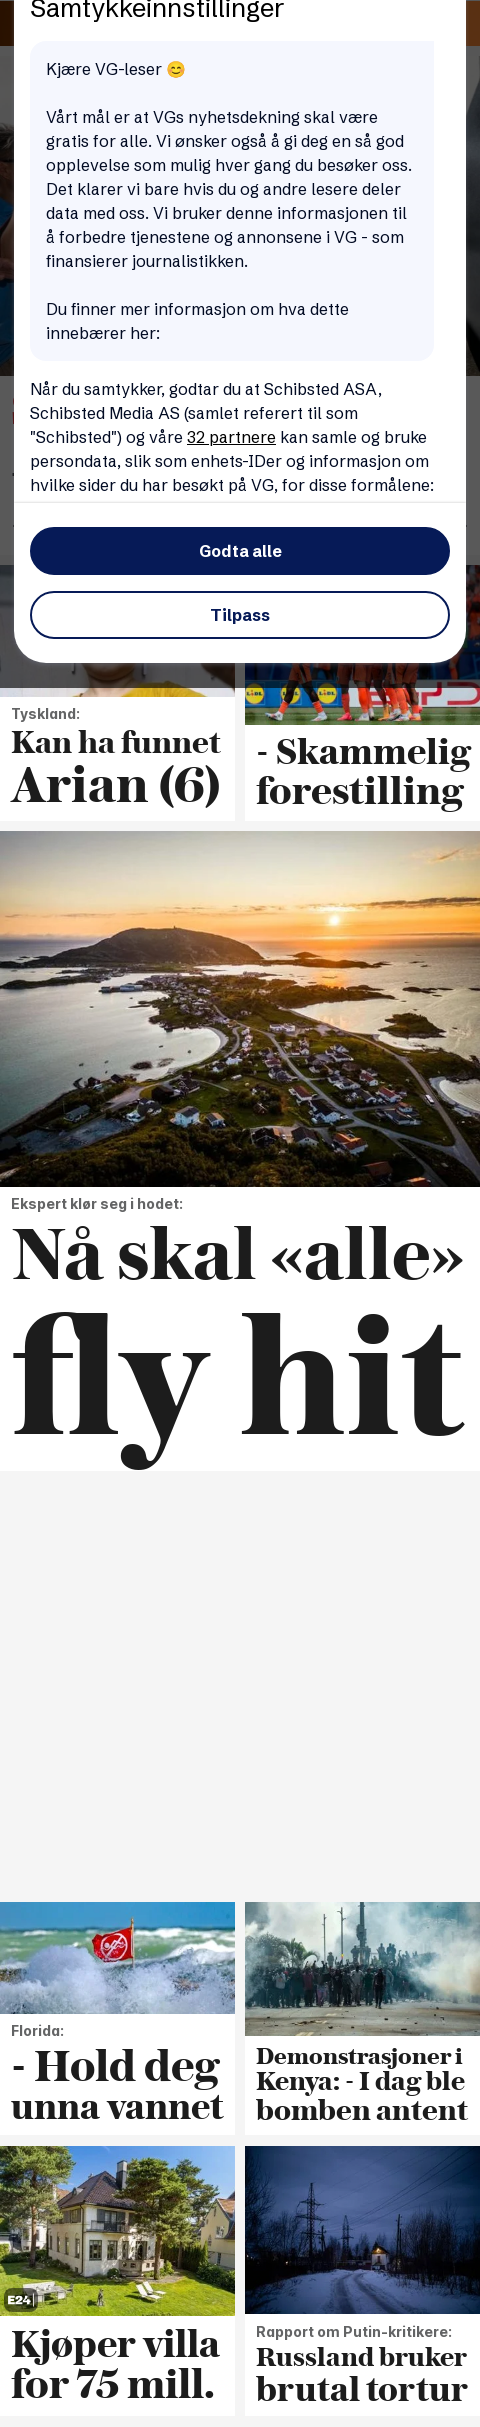 Samtykkeinnstillinger
Kjære VG-leser 😊
Vårt mål er at VGs nyhetsdekning skal være
gratis for alle. Vi ønsker også å gi deg en så god
opplevelse som mulig hver gang du besøker oss.
Det klarer vi bare hvis du og andre lesere deler
data med oss. Vi bruker denne informasjonen til
å forbedre tjenestene og annonsene i VG - som
finansierer journalistikken.
Du finner mer informasjon om hva dette
innebærer her:
Når du samtykker, godtar du at Schibsted ASA,
Schibsted Media AS (samlet referert til som
"Schibsted") og våre 32 partnere kan samle og bruke
persondata, slik som enhets-IDer og informasjon om
hvilke sider du har besøkt på VG, for disse formålene:
Godta alle
Tilpass
LIDL
LIDL
Tyskland:
Kan ha funnet
Arian (6)
- Skammelig
forestilling
Ekspert klør seg i hodet:
Nå skal «alle»
fly hit
Florida:
- Hold deg
unna vannet
Demonstrasjoner i
Kenya: - I dag ble
bomben antent
E24
Kjøper villa
for 75 mill.
Rapport om Putin-kritikere:
Russland bruker
brutal tortur